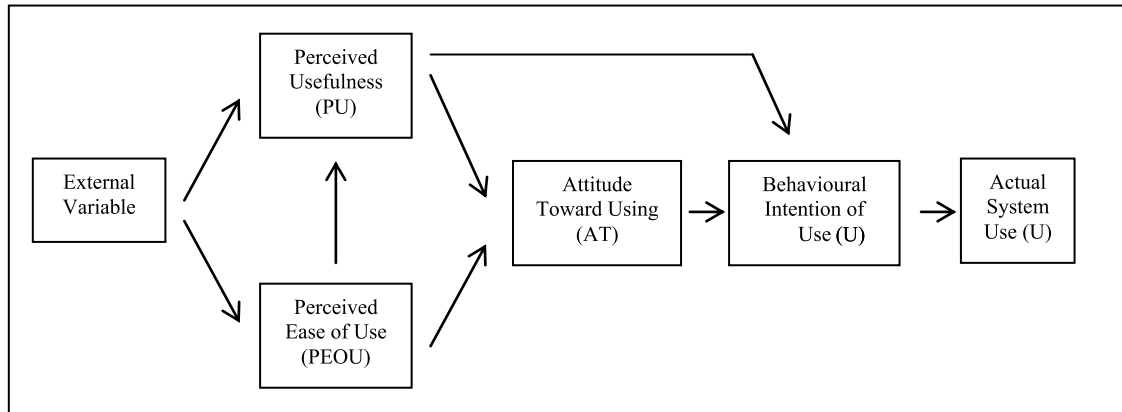 External
Variable
Perceived
Usefulness
(PU)
Perceived
Ease of Use
(PEOU)
Attitude
Toward Using
(AT)
Behavioural
Intention of
Use (U)
Actual
System
Use (U)